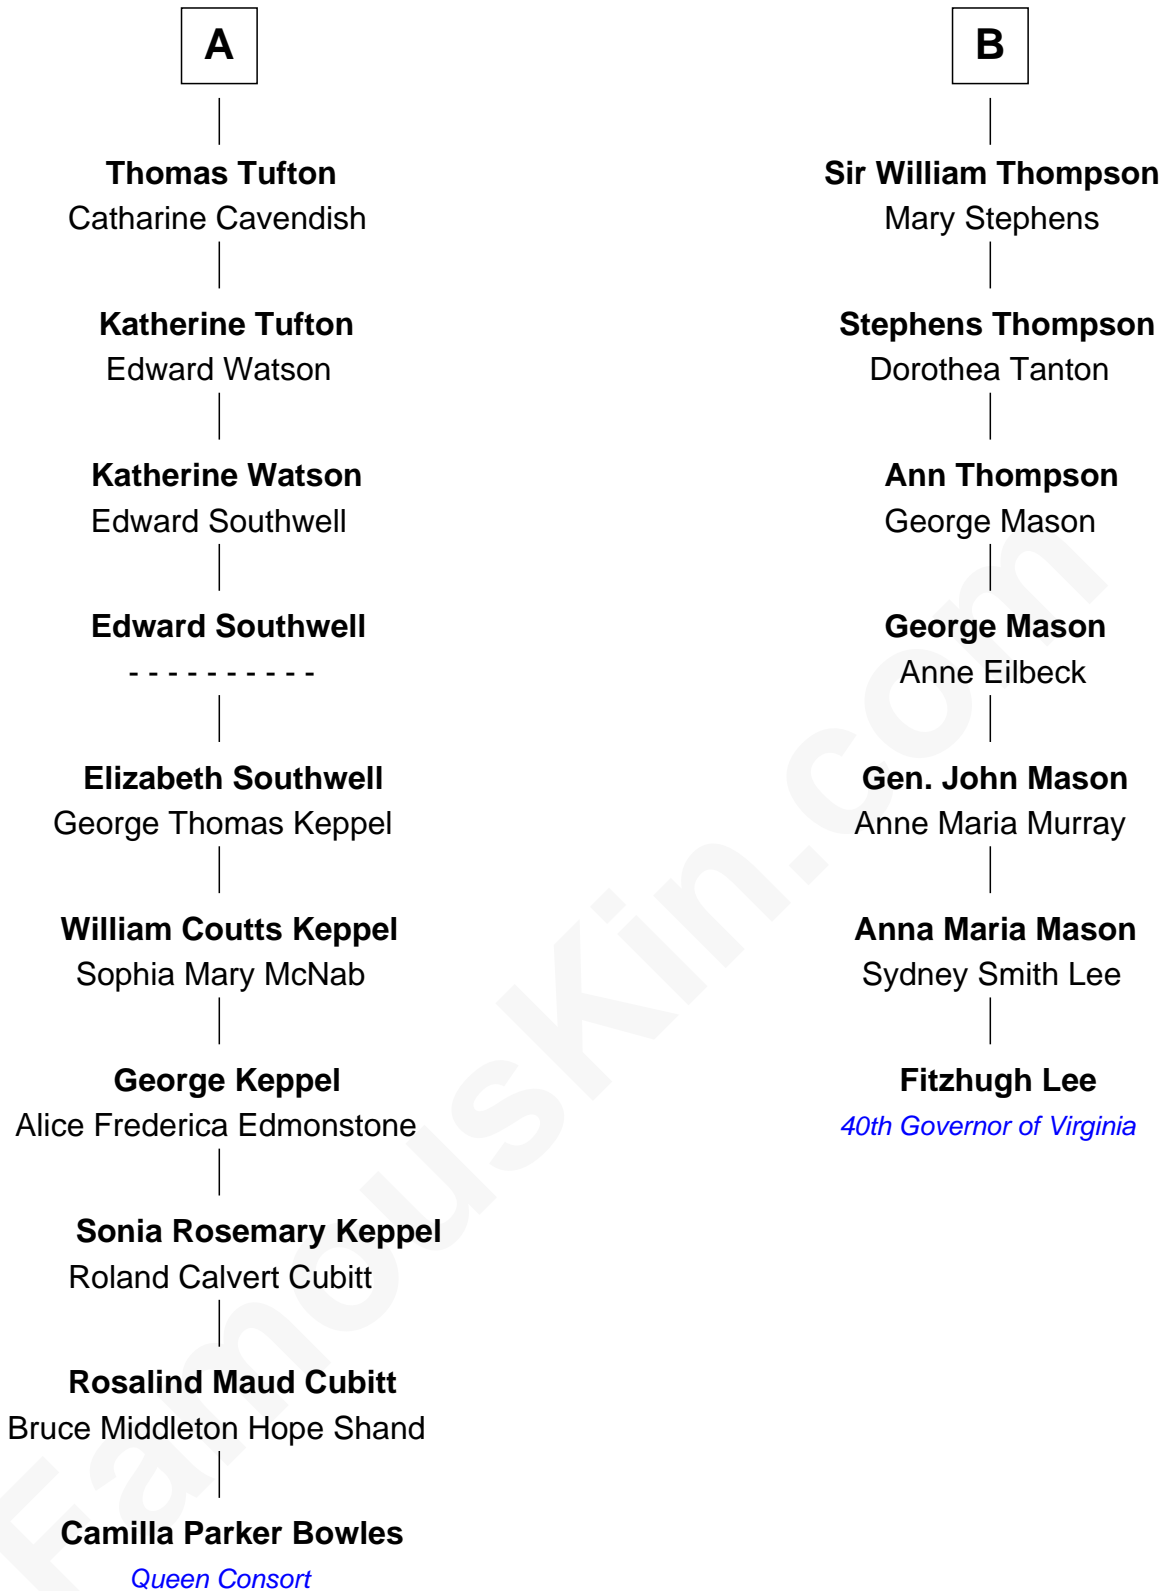 A
Thomas Tufton
Catharine Cavendish
Katherine Tufton
Edward Watson
Katherine Watson
Edward Southwell
Edward Southwell
- - - - - - - - - -
Elizabeth Southwell
George Thomas Keppel
William Coutts Keppel
Sophia Mary McNab
George Keppel
Alice Frederica Edmonstone
Sonia Rosemary Keppel
Roland Calvert Cubitt
Rosalind Maud Cubitt
Bruce Middleton Hope Shand
Camilla Parker Bowles
Queen Consort
B
Sir William Thompson
Mary Stephens
Stephens Thompson
Dorothea Tanton
Ann Thompson
George Mason
George Mason
Anne Eilbeck
Gen. John Mason
Anne Maria Murray
Anna Maria Mason
Sydney Smith Lee
Fitzhugh Lee
40th Governor of Virginia
FamousKin.com